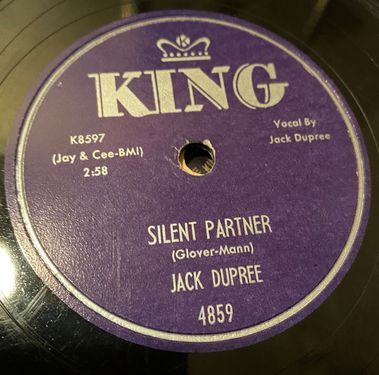 K
KING
K8597
(Jay & Cee-BMI)
2:58
Vocal By
Jack Dupree
SILENT PARTNER
(Glover-Mann)
JACK DUPREE
4859